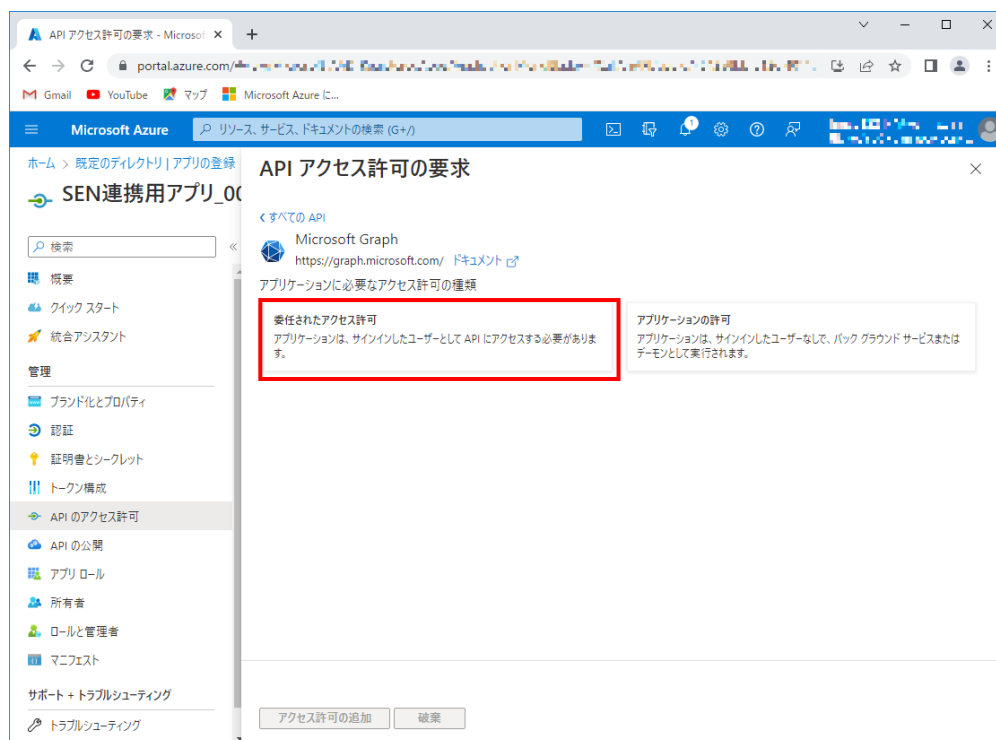 API アクセス許可の要求 - Microsof
portal.azure.com/
Gmail
YouTube
マップ
Microsoft Azure に...
Microsoft Azure
リソース、サービス、ドキュメントの検索 (G+/)
1
ホーム > 既定のディレクトリ | アプリの登録
SEN連携用アプリ_00
検索
概要
クイック スタート
統合アシスタント
管理
ブランド化とプロパティ
認証
証明書とシークレット
トークン構成
API のアクセス許可
API の公開
アプリ ロール
所有者
ロールと管理者
マニフェスト
サポート + トラブルシューティング
トラブルシューティング
API アクセス許可の要求
すべての API
Microsoft Graph
https://graph.microsoft.com/ ドキュメント
アプリケーションに必要なアクセス許可の種類
委任されたアクセス許可
アプリケーションは、サインインしたユーザーとして API にアクセスする必要がありま
す。
アプリケーションの許可
アプリケーションは、サインインしたユーザーなしで、バック グラウンド サービスまたは
デーモンとして実行されます。
アクセス許可の追加
破棄